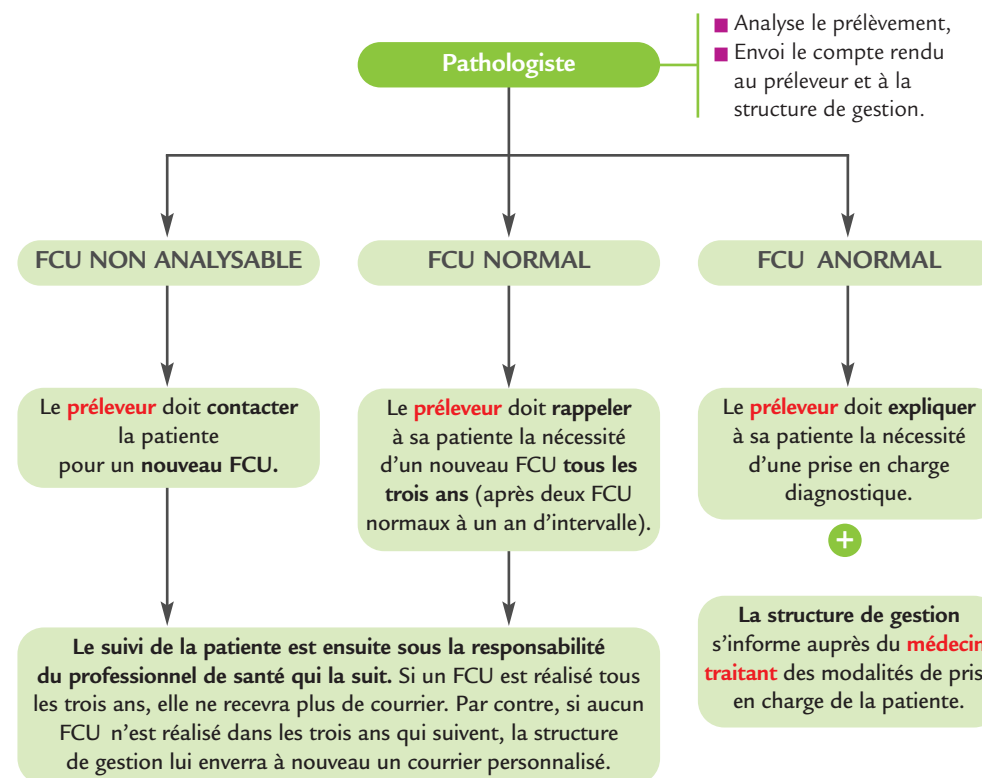 Pathologiste
■ Analyse le prélèvement,
■ Envoi le compte rendu
au préleveur et à la
structure de gestion.
FCU NON ANALYSABLE
FCU NORMAL
FCU ANORMAL
Le préleveur doit contacter
la patiente
pour un nouveau FCU.
Le préleveur doit rappeler
à sa patiente la nécessité
d'un nouveau FCU tous les
trois ans (après deux FCU
normaux à un an d'intervalle).
Le préleveur doit expliquer
à sa patiente la nécessité
d'une prise en charge
diagnostique.
+
Le suivi de la patiente est ensuite sous la responsabilité
du professionnel de santé qui la suit. Si un FCU est réalisé tous
les trois ans, elle ne recevra plus de courrier. Par contre, si aucun
FCU n'est réalisé dans les trois ans qui suivent, la structure
de gestion lui enverra à nouveau un courrier personnalisé.
La structure de gestion
s'informe auprès du médecin
traitant des modalités de pris
en charge de la patiente.